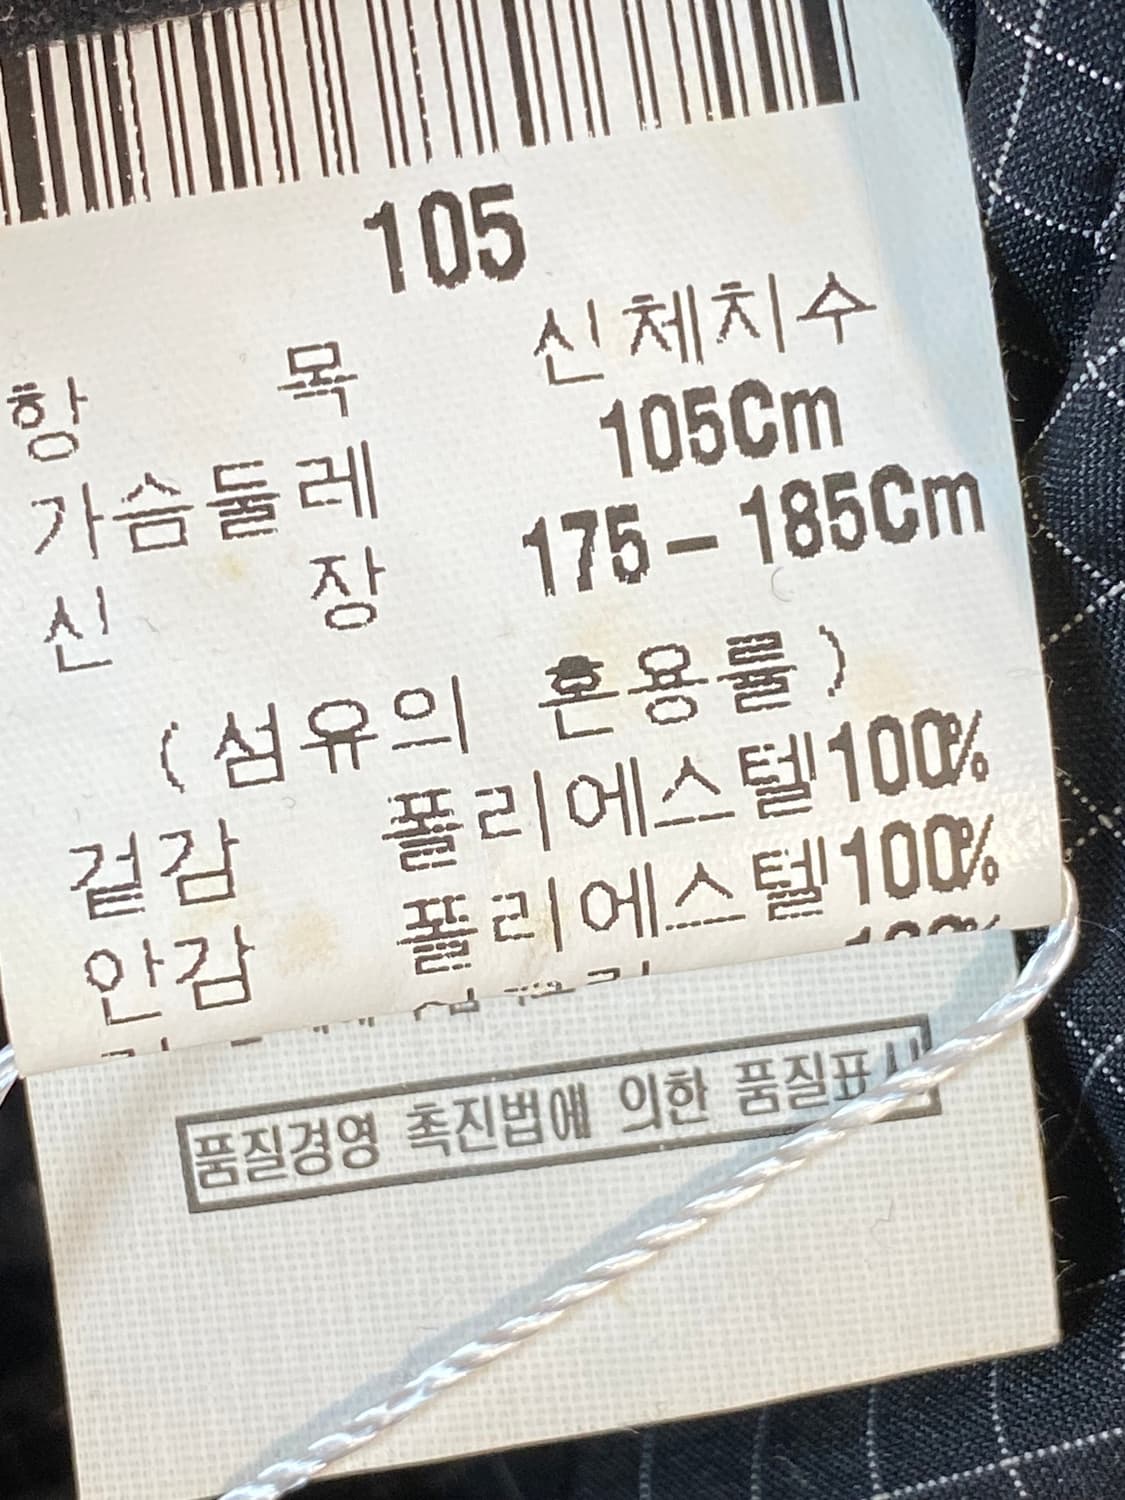 105
항 목 신체치수
가슴둘레 105Cm
신 장 175-185Cm
(섬유의 혼용률)
겉감 폴리에스텔100%
안감 폴리에스텔100%
100%
품질경영 촉진법에 의한 품질표시